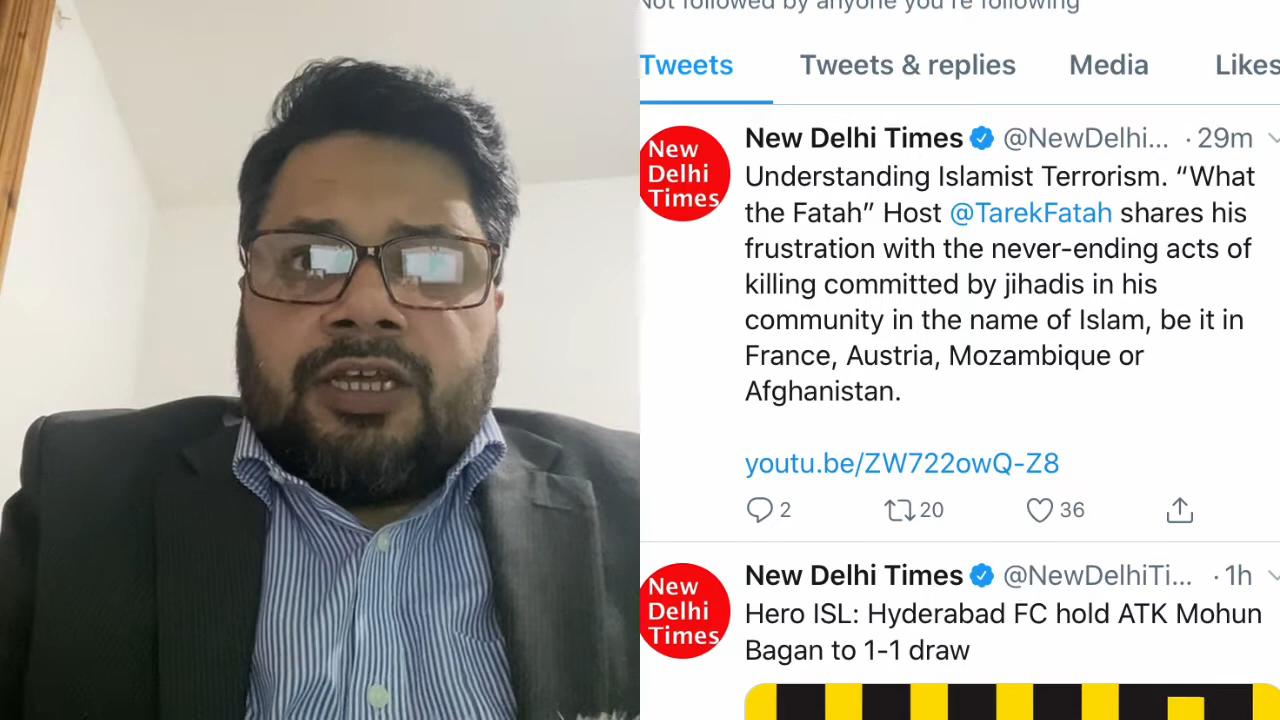 Not followed by anyone you're following
Tweets Tweets & replies Media Likes
New Delhi Times @NewDelhi... · 29m
New
Delhi
Times
Understanding Islamist Terrorism. “What
the Fatah” Host @TarekFatah shares his
frustration with the never-ending acts of
killing committed by jihadis in his
community in the name of Islam, be it in
France, Austria, Mozambique or
Afghanistan.
youtu.be/ZW722owQ-Z8
2 20 36
New Delhi Times @NewDelhiTi... · 1h
New
Delhi
Times
Hero ISL: Hyderabad FC hold ATK Mohun
Bagan to 1-1 draw